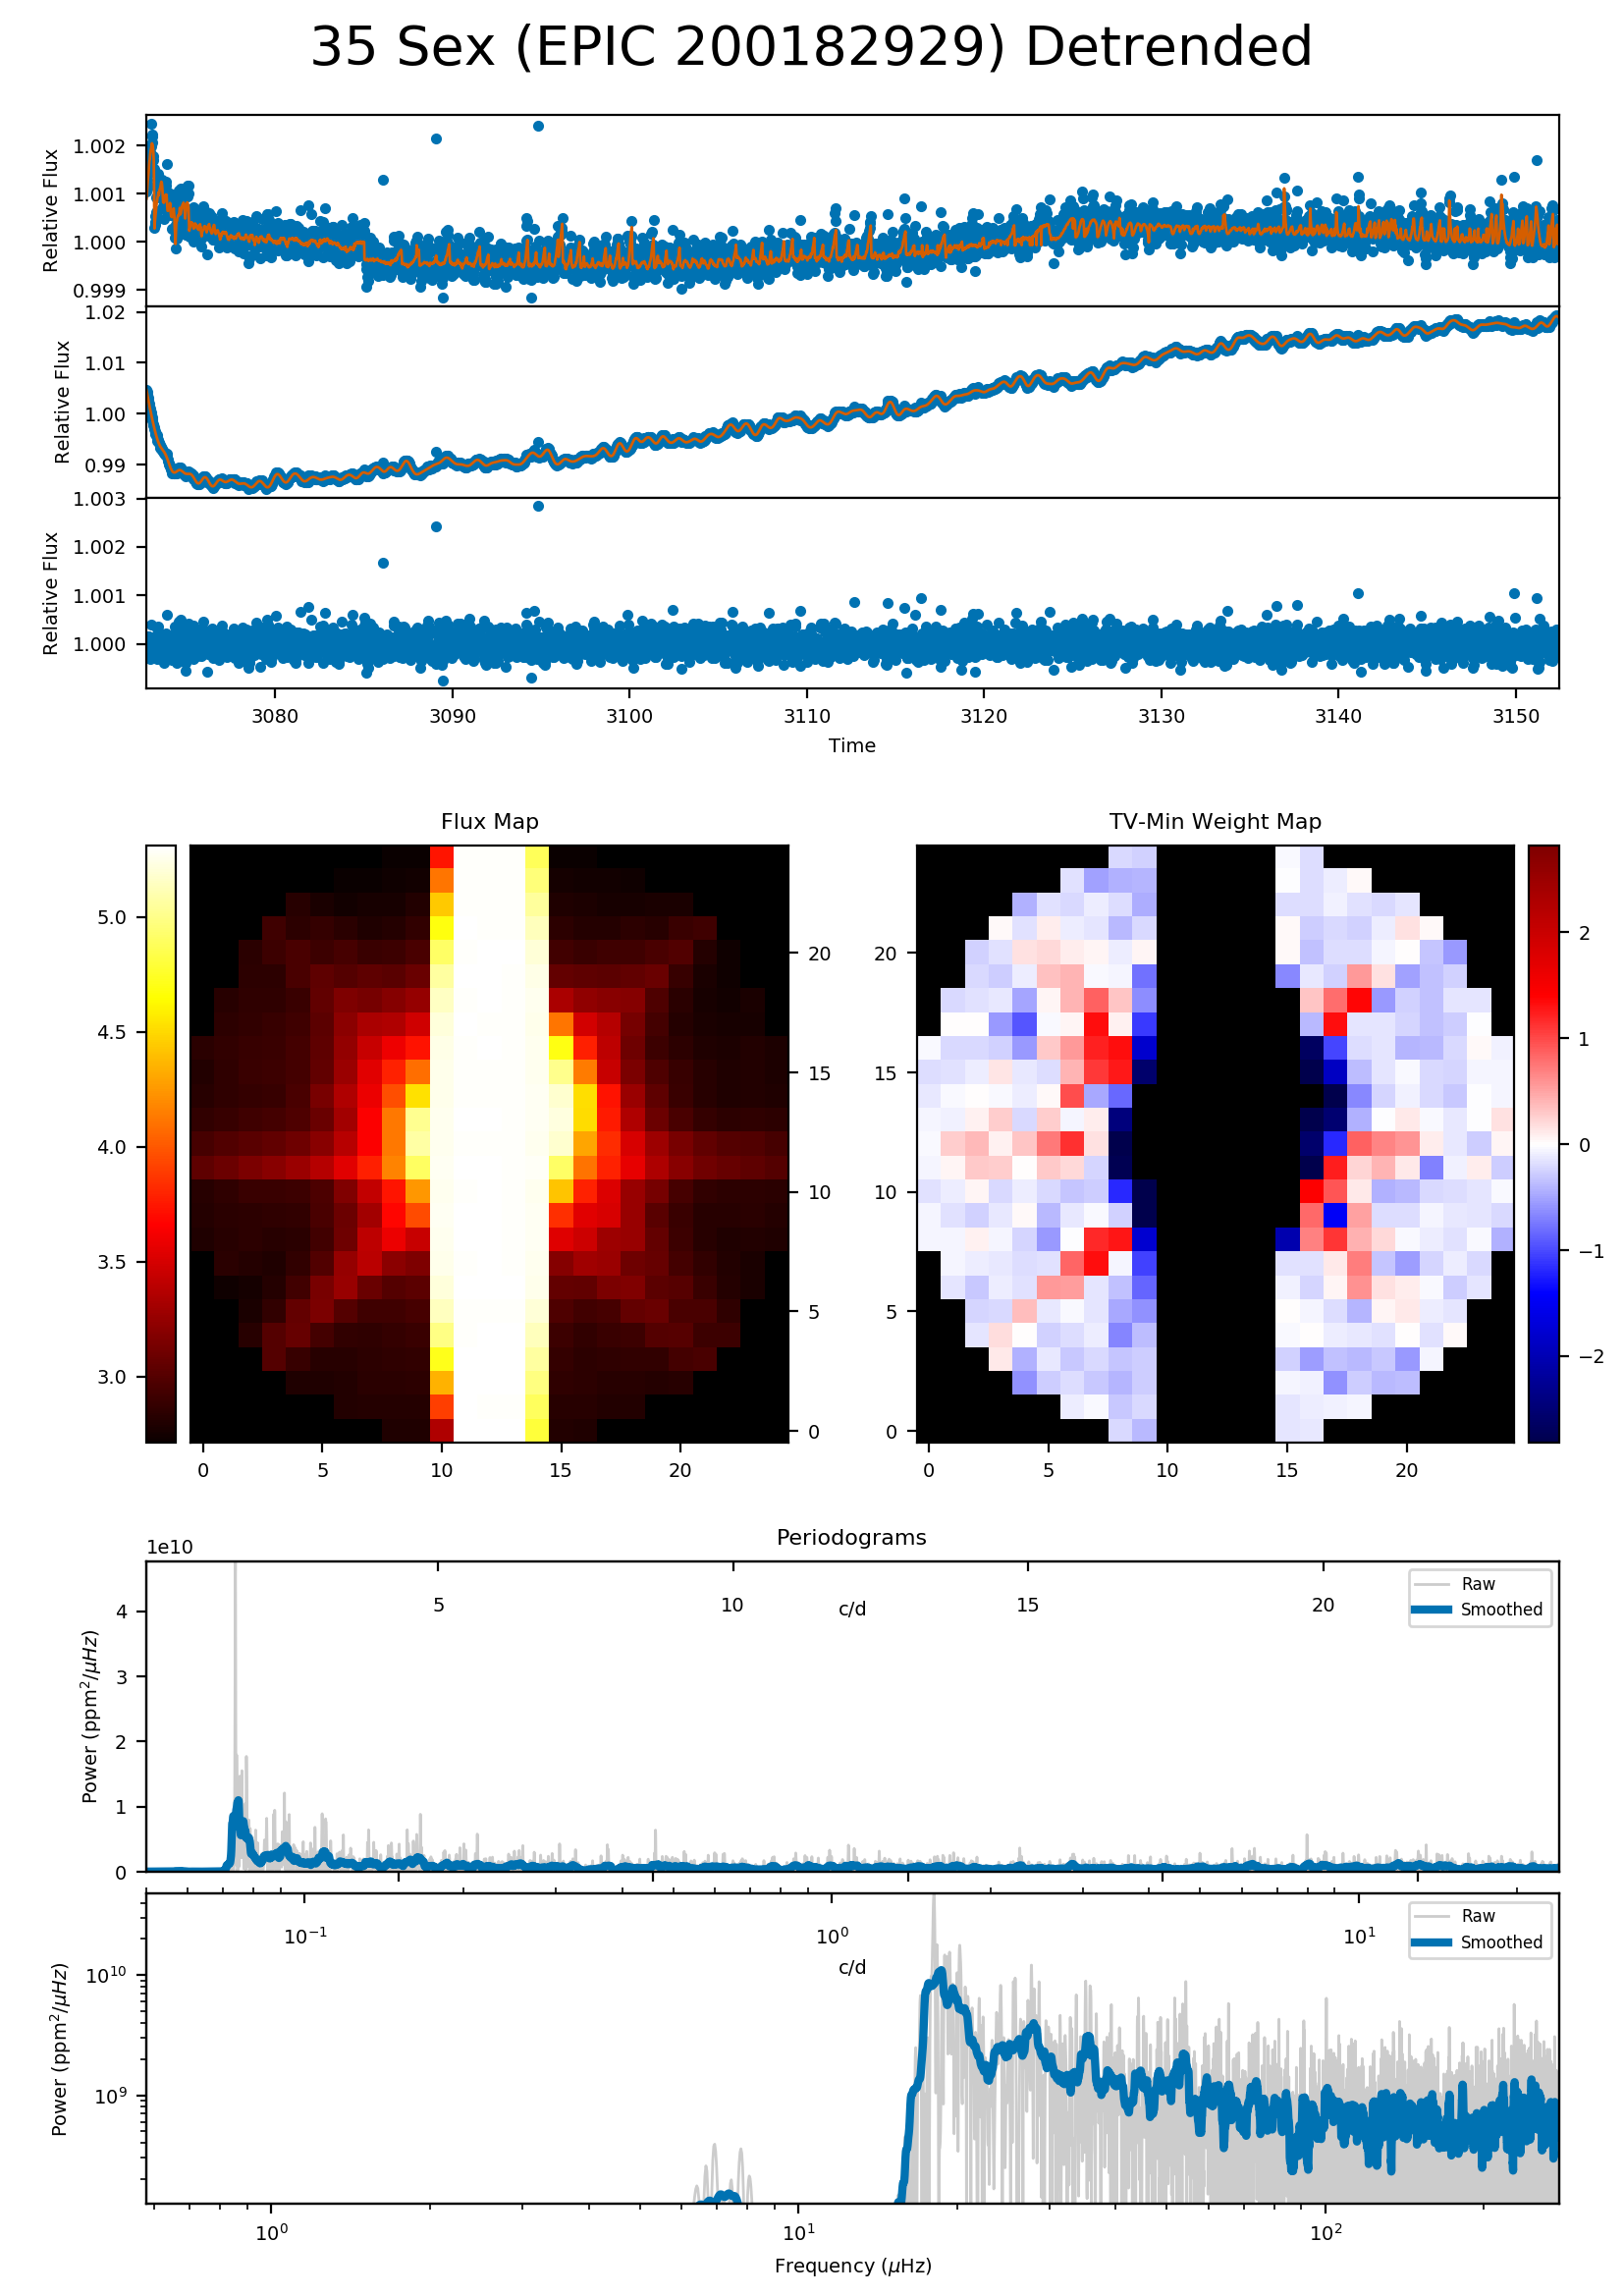 35 Sex (EPIC 200182929) Detrended
Relative Flux
1.002
1.001
1.000
0.999
Relative Flux
1.02
1.01
1.00
0.99
Relative Flux
1.003
1.002
1.001
1.000
3080 3090 3100 3110 3120 3130 3140 3150
Time
Flux Map
TV-Min Weight Map
5.0
4.5
4.0
3.5
3.0
20
15
10
5
0
0 5 10 15 20
20
15
10
5
0
0 5 10 15 20
2
1
0
−1
−2
Periodograms
1e10
Power (ppm²/μHz)
4
3
2
1
0
5 10 15 20
c/d
Raw
Smoothed
Power (ppm²/μHz)
10¹⁰
10⁹
10⁻¹ 10⁰ 10¹
c/d
Raw
Smoothed
10⁰ 10¹ 10²
Frequency (μHz)